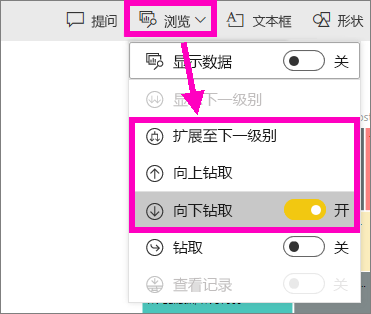 提问 浏览 文本框 形状
显示数据 关
显示下一级别
扩展至下一级别
向上钻取
向下钻取 开
钻取 关
查看记录 关